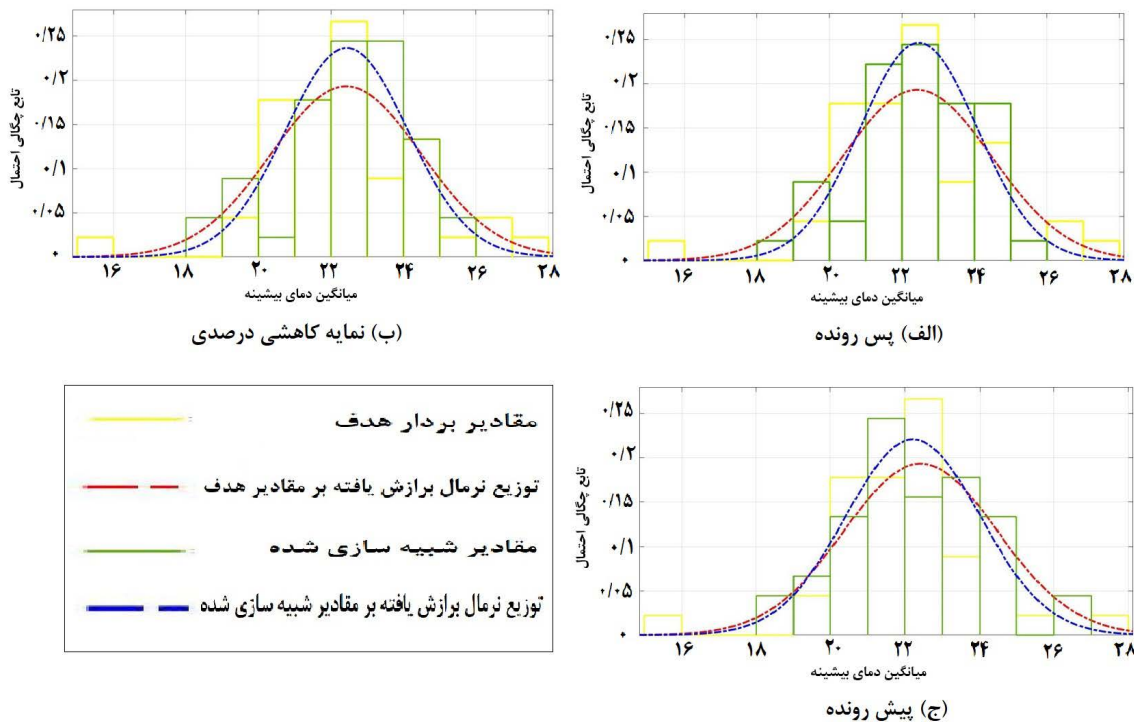 تابع چگالی احتمال
۰/۲۵
۰/۲
۰/۱۵
۰/۱
۰/۰۵
۰
۱۶ ۱۸ ۲۰ ۲۲ ۲۴ ۲۶ ۲۸
میانگین دمای بیشینه
(الف) پس رونده
تابع چگالی احتمال
۰/۲۵
۰/۲
۰/۱۵
۰/۱
۰/۰۵
۰
۱۶ ۱۸ ۲۰ ۲۲ ۲۴ ۲۶ ۲۸
میانگین دمای بیشینه
(ب) نمایه کاهشی درصدی
تابع چگالی احتمال
۰/۲۵
۰/۲
۰/۱۵
۰/۱
۰/۰۵
۰
۱۶ ۱۸ ۲۰ ۲۲ ۲۴ ۲۶ ۲۸
میانگین دمای بیشینه
(ج) پیش رونده
مقادیر بردار هدف
توزیع نرمال برازش یافته بر مقادیر هدف
مقادیر شبیه سازی شده
توزیع نرمال برازش یافته بر مقادیر شبیه سازی شده